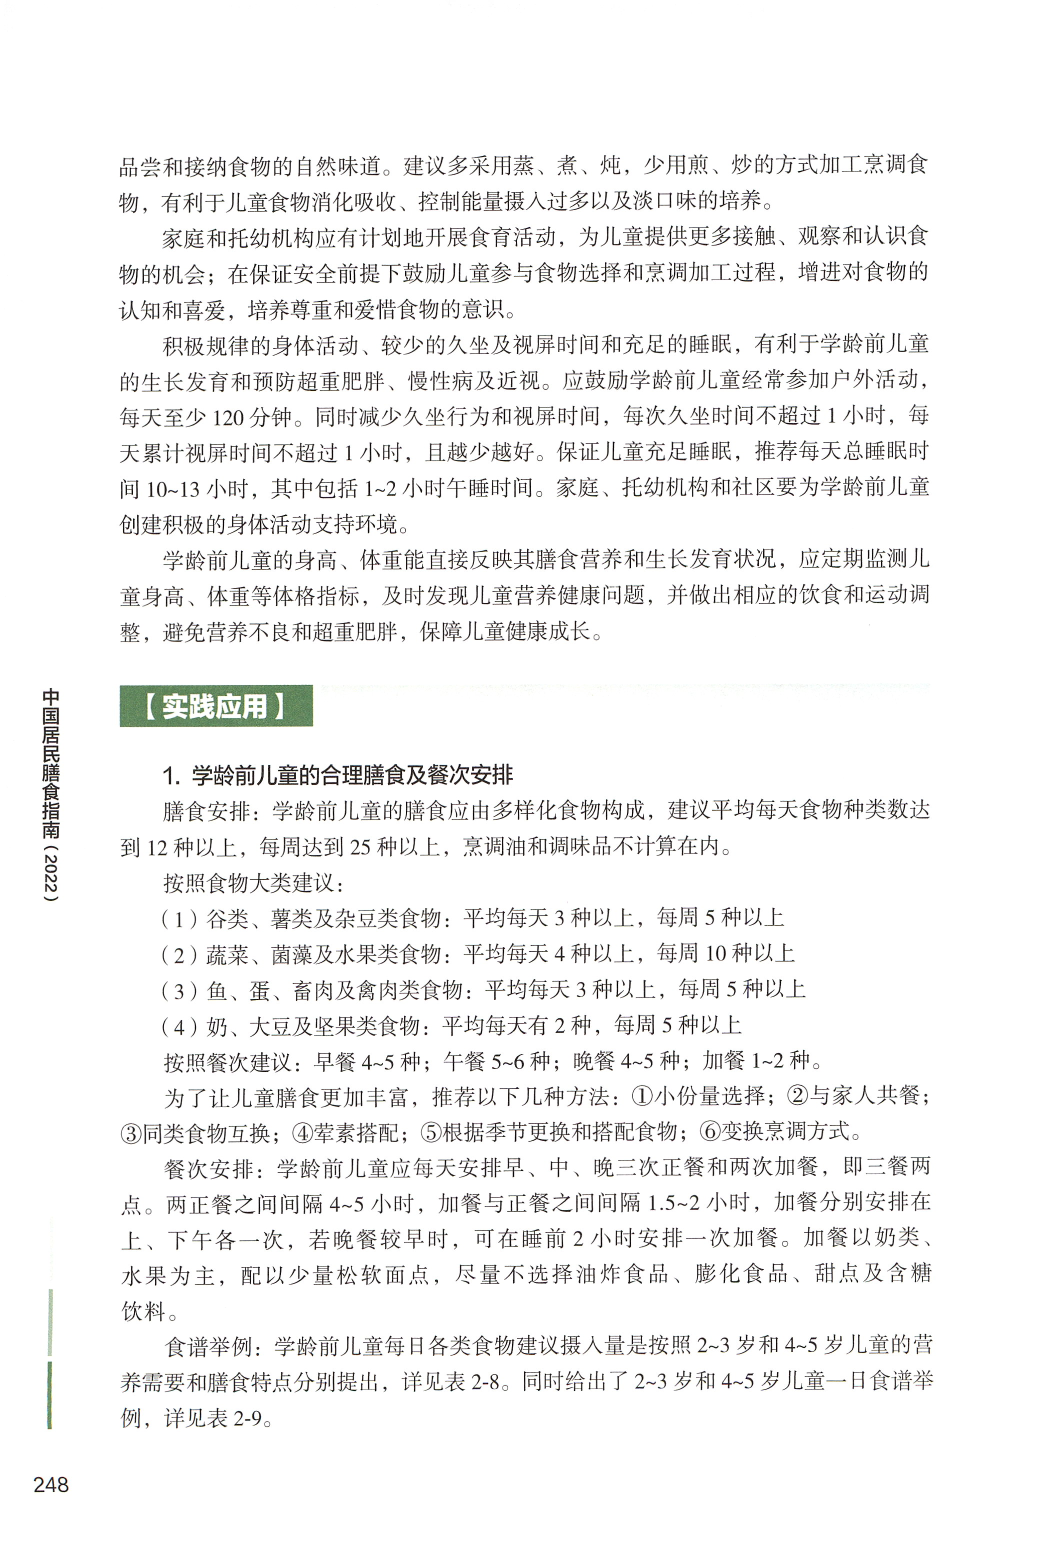 品尝和接纳食物的自然味道。建议多采用蒸、煮、炖，少用煎、炒的方式加工烹调食
物，有利于儿童食物消化吸收、控制能量摄入过多以及淡口味的培养。
家庭和托幼机构应有计划地开展食育活动，为儿童提供更多接触、观察和认识食
物的机会；在保证安全前提下鼓励儿童参与食物选择和烹调加工过程，增进对食物的
认知和喜爱，培养尊重和爱惜食物的意识。
积极规律的身体活动、较少的久坐及视屏时间和充足的睡眠，有利于学龄前儿童
的生长发育和预防超重肥胖、慢性病及近视。应鼓励学龄前儿童经常参加户外活动，
每天至少 120 分钟。同时减少久坐行为和视屏时间，每次久坐时间不超过 1 小时，每
天累计视屏时间不超过 1 小时，且越少越好。保证儿童充足睡眠，推荐每天总睡眠时
间 10~13 小时，其中包括 1~2 小时午睡时间。家庭、托幼机构和社区要为学龄前儿童
创建积极的身体活动支持环境。
学龄前儿童的身高、体重能直接反映其膳食营养和生长发育状况，应定期监测儿
童身高、体重等体格指标，及时发现儿童营养健康问题，并做出相应的饮食和运动调
整，避免营养不良和超重肥胖，保障儿童健康成长。
【实践应用】
1. 学龄前儿童的合理膳食及餐次安排
膳食安排：学龄前儿童的膳食应由多样化食物构成，建议平均每天食物种类数达
到 12 种以上，每周达到 25 种以上，烹调油和调味品不计算在内。
按照食物大类建议：
（1）谷类、薯类及杂豆类食物：平均每天 3 种以上，每周 5 种以上
（2）蔬菜、菌藻及水果类食物：平均每天 4 种以上，每周 10 种以上
（3）鱼、蛋、畜肉及禽肉类食物：平均每天 3 种以上，每周 5 种以上
（4）奶、大豆及坚果类食物：平均每天有 2 种，每周 5 种以上
按照餐次建议：早餐 4~5 种；午餐 5~6 种；晚餐 4~5 种；加餐 1~2 种。
为了让儿童膳食更加丰富，推荐以下几种方法：①小份量选择；②与家人共餐；
③同类食物互换；④荤素搭配；⑤根据季节更换和搭配食物；⑥变换烹调方式。
餐次安排：学龄前儿童应每天安排早、中、晚三次正餐和两次加餐，即三餐两
点。两正餐之间间隔 4~5 小时，加餐与正餐之间间隔 1.5~2 小时，加餐分别安排在
上、下午各一次，若晚餐较早时，可在睡前 2 小时安排一次加餐。加餐以奶类、
水果为主，配以少量松软面点，尽量不选择油炸食品、膨化食品、甜点及含糖
饮料。
食谱举例：学龄前儿童每日各类食物建议摄入量是按照 2~3 岁和 4~5 岁儿童的营
养需要和膳食特点分别提出，详见表 2-8。同时给出了 2~3 岁和 4~5 岁儿童一日食谱举
例，详见表 2-9。
中国居民膳食指南（2022）
248